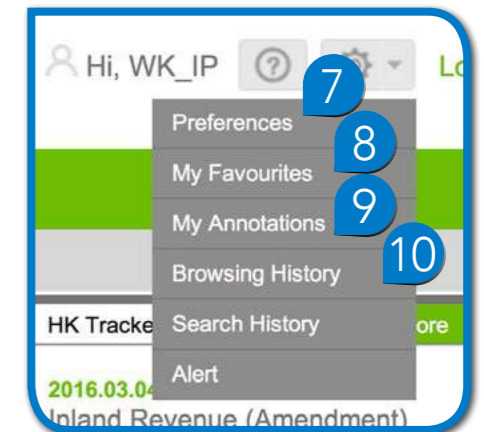 Hi, WK_IP
7
Preferences
8
My Favourites
9
My Annotations
10
Browsing History
HK Tracke
Search History
ore
Alert
2016.03.04
Inland Revenue (Amendment)